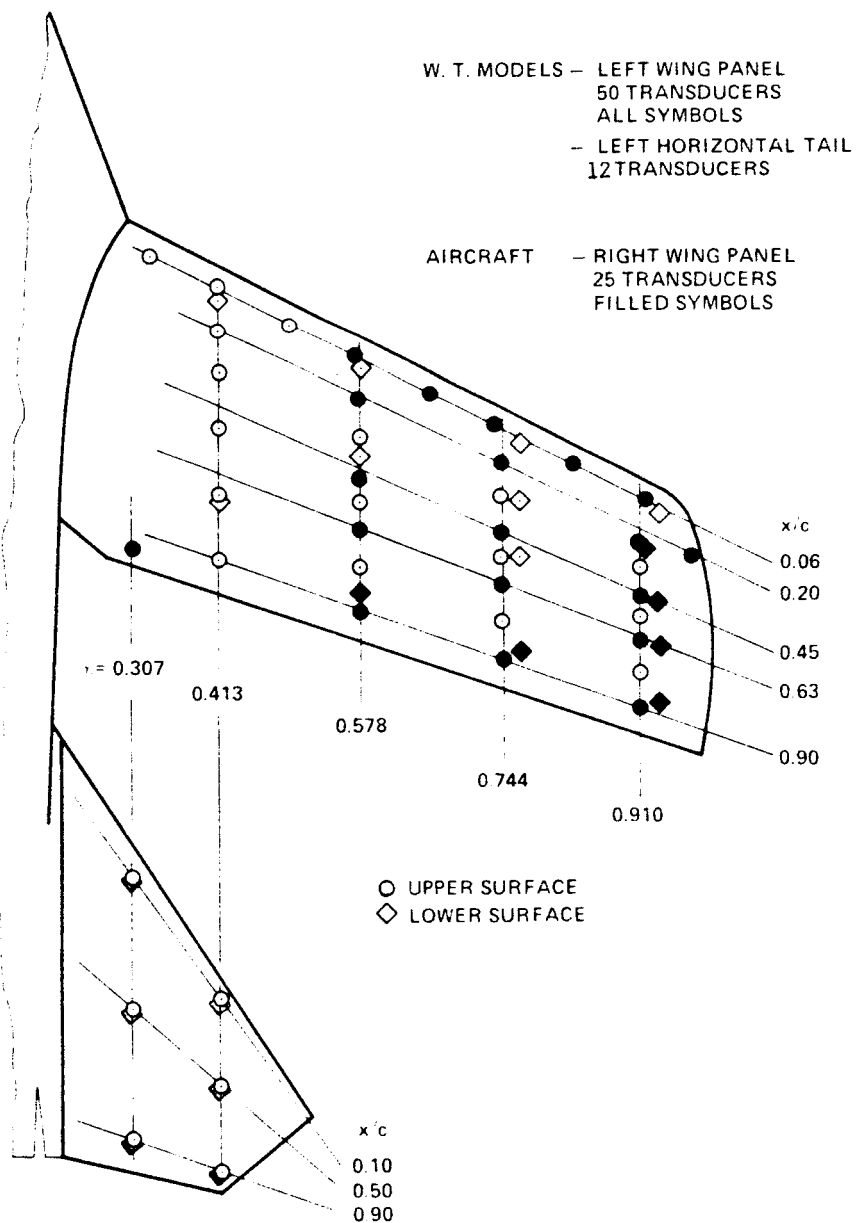 W. T. MODELS – LEFT WING PANEL
50 TRANSDUCERS
ALL SYMBOLS
– LEFT HORIZONTAL TAIL
12 TRANSDUCERS
AIRCRAFT – RIGHT WING PANEL
25 TRANSDUCERS
FILLED SYMBOLS
x/c
0.06
0.20
0.45
0.63
0.90
η = 0.307
0.413
0.578
0.744
0.910
UPPER SURFACE
LOWER SURFACE
x/c
0.10
0.50
0.90